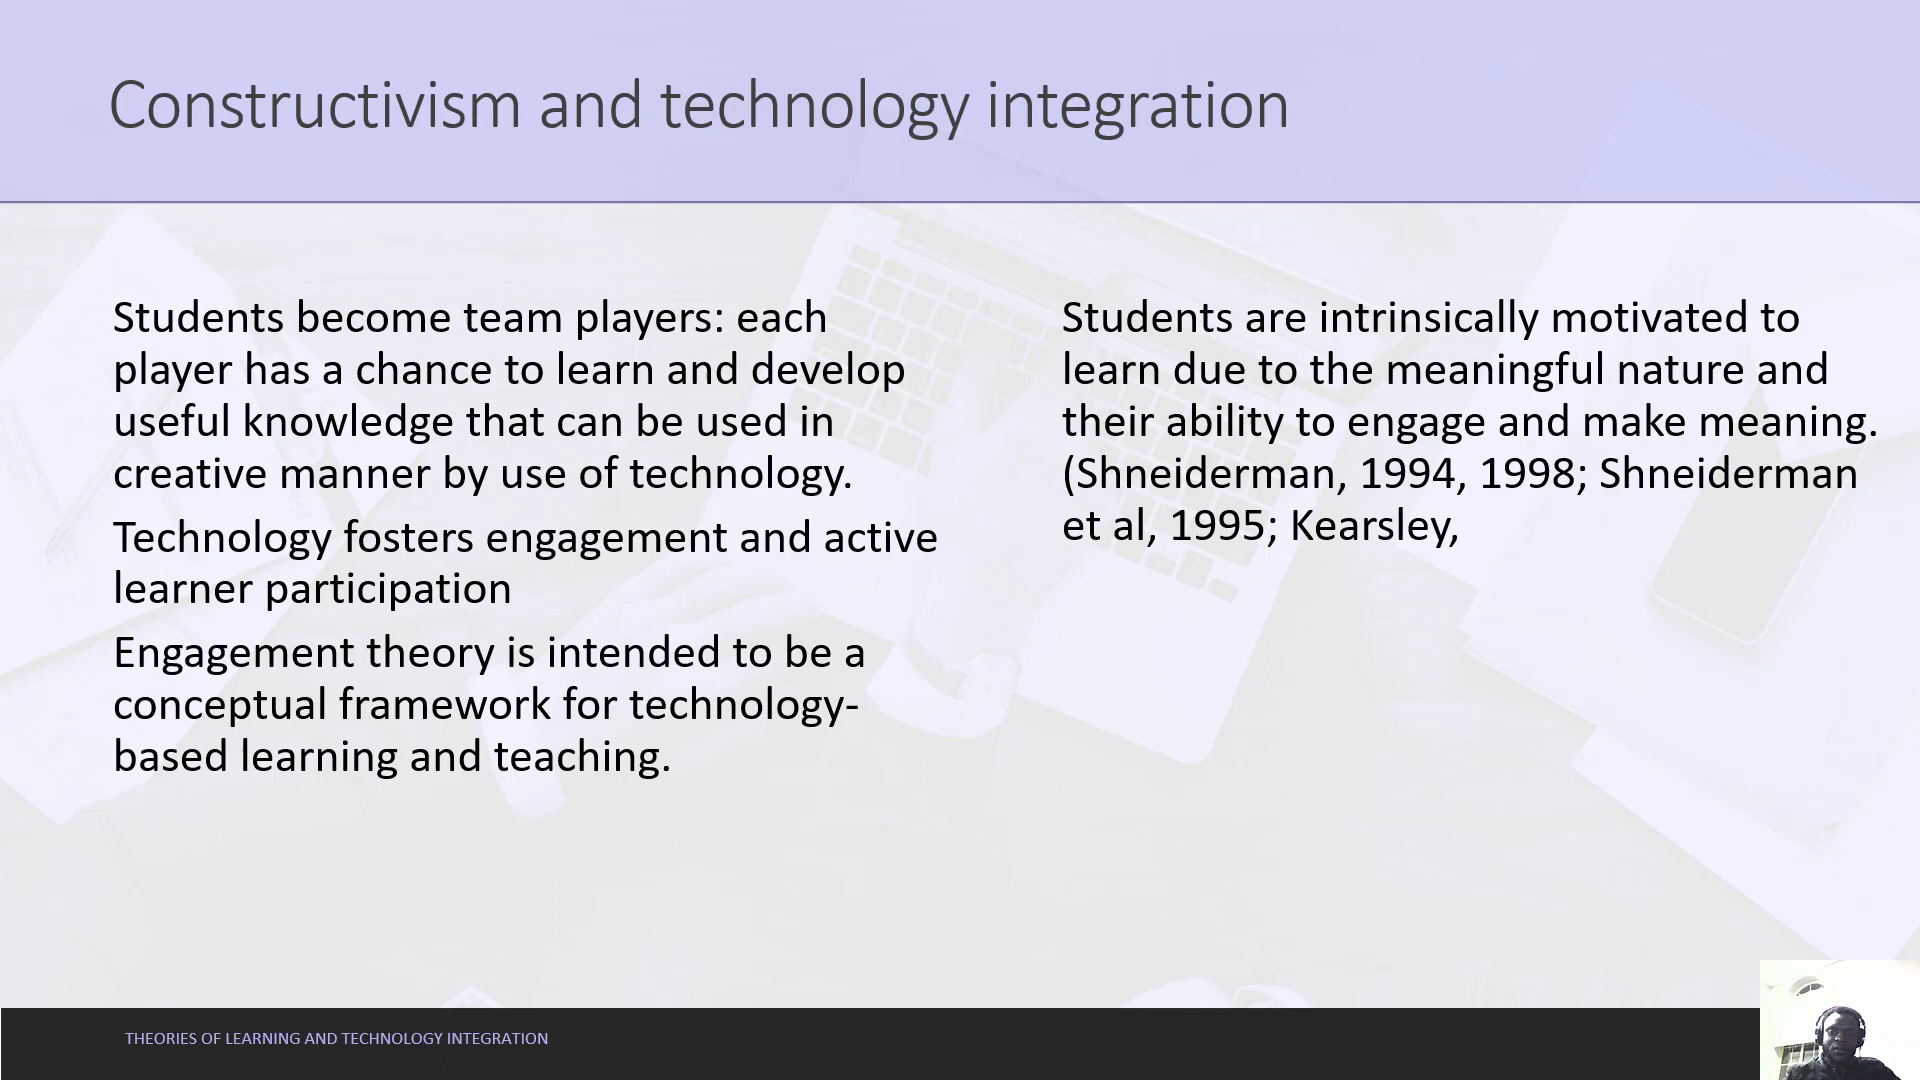 Constructivism and technology integration
Students become team players: each
player has a chance to learn and develop
useful knowledge that can be used in
creative manner by use of technology.
Technology fosters engagement and active
learner participation
Engagement theory is intended to be a
conceptual framework for technology-
based learning and teaching.
Students are intrinsically motivated to
learn due to the meaningful nature and
their ability to engage and make meaning.
(Shneiderman, 1994, 1998; Shneiderman
et al, 1995; Kearsley,
THEORIES OF LEARNING AND TECHNOLOGY INTEGRATION